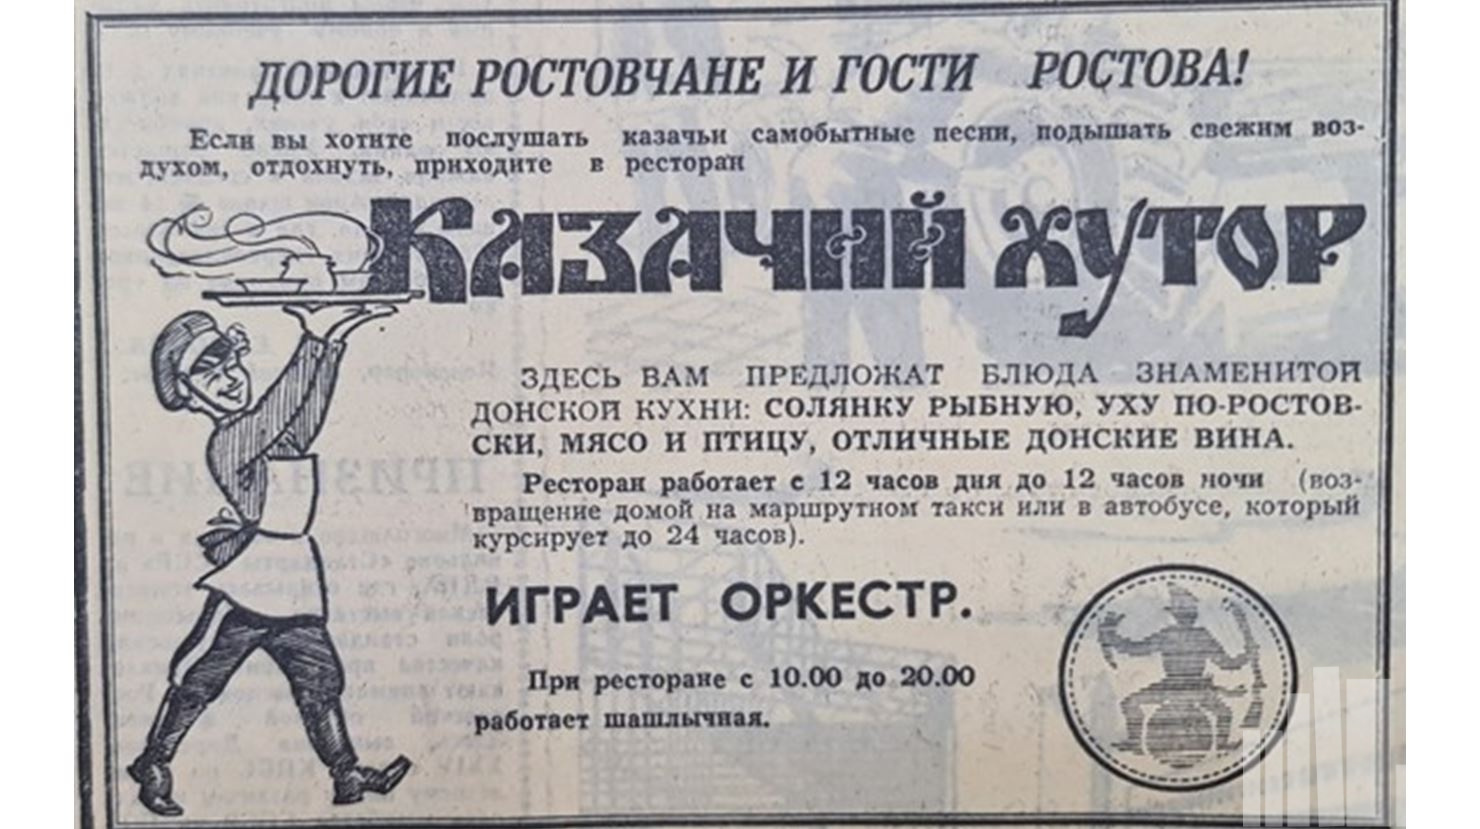 ДОРОГИЕ РОСТОВЧАНЕ И ГОСТИ РОСТОВА!
Если вы хотите послушать казачьи самобытные песни, подышать свежим воз-
духом, отдохнуть, приходите в ресторан
КАЗАЧИЙ ХУТОР
ЗДЕСЬ ВАМ ПРЕДЛОЖАТ БЛЮДА ЗНАМЕНИТОЙ
ДОНСКОЙ КУХНИ: СОЛЯНКУ РЫБНУЮ, УХУ ПО-РОСТОВ-
СКИ, МЯСО И ПТИЦУ, ОТЛИЧНЫЕ ДОНСКИЕ ВИНА.
Ресторан работает с 12 часов дня до 12 часов ночи (воз-
вращение домой на маршрутном такси или в автобусе, который
курсирует до 24 часов).
ИГРАЕТ ОРКЕСТР.
При ресторане с 10.00 до 20.00
работает шашлычная.